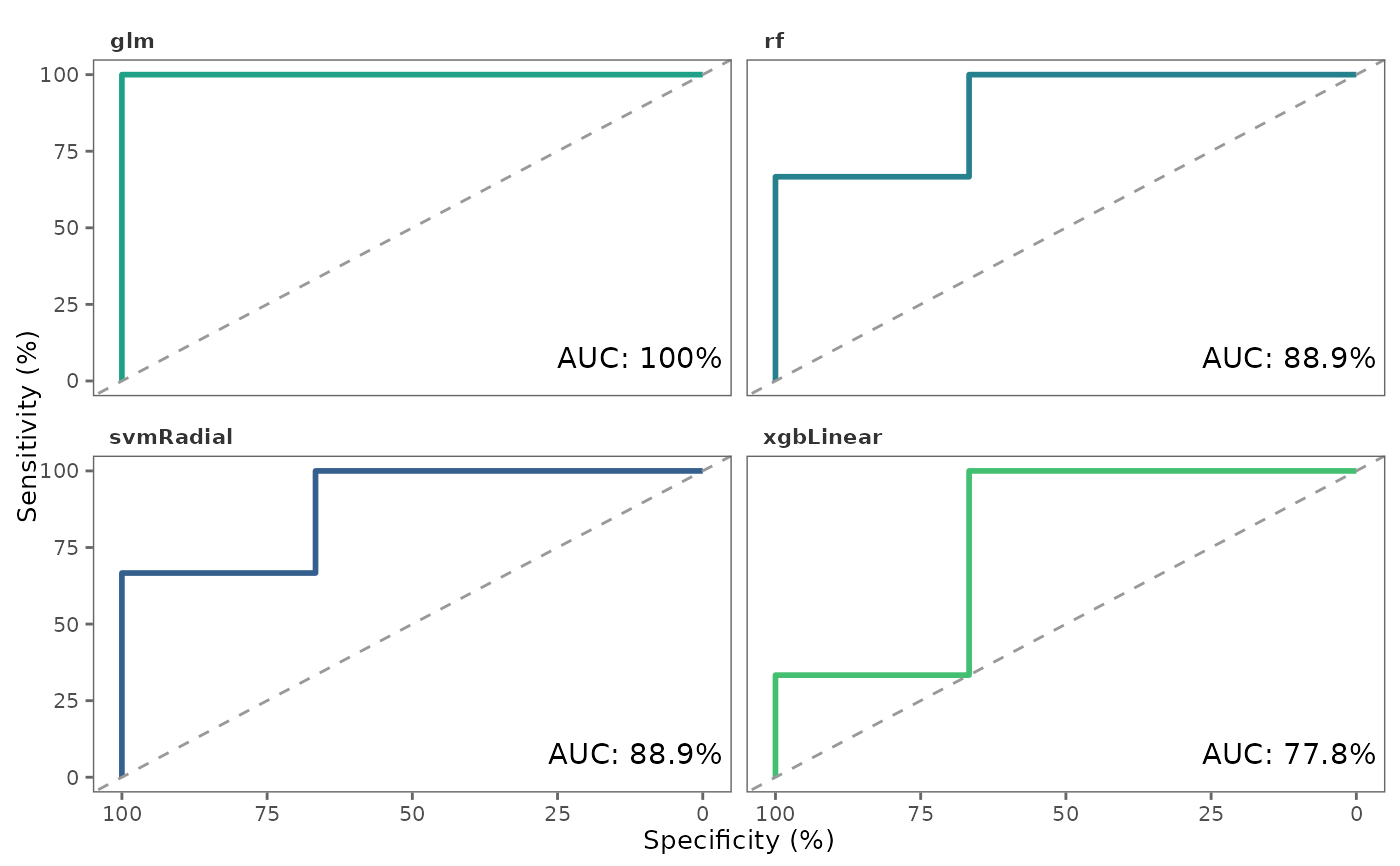 glm
rf
100
75
50
25
0
AUC: 100%
AUC: 88.9%
Sensitivity (%)
svmRadial
xgbLinear
100
75
50
25
0
AUC: 88.9%
AUC: 77.8%
100 75 50 25 0 100 75 50 25 0
Specificity (%)